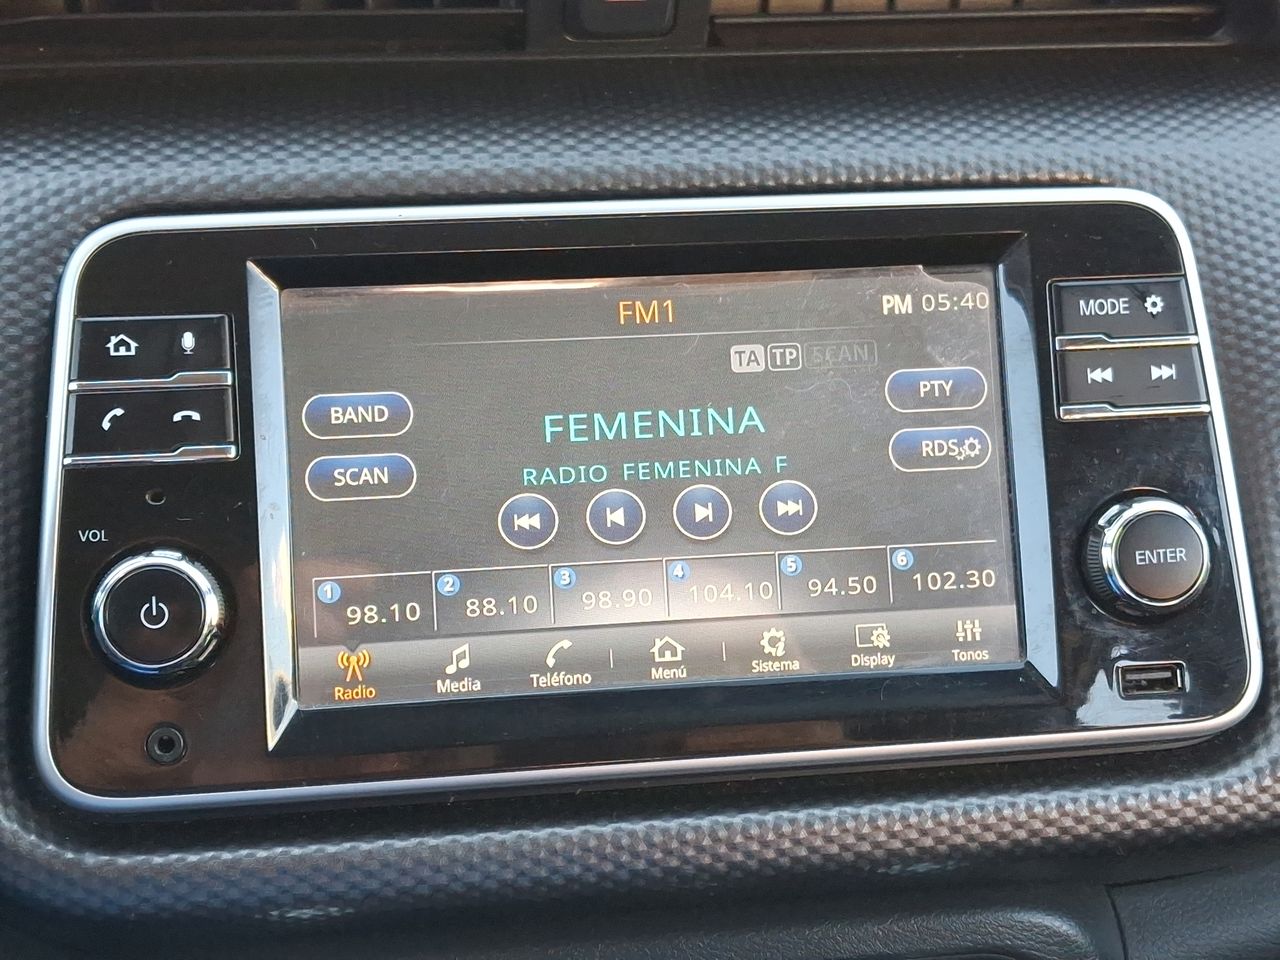 FM1
PM 05:40
TA TP SCAN
MODE
BAND
PTY
FEMENINA
SCAN
RDS
RADIO FEMENINA F
VOL
ENTER
1 98.10
2 88.10
3 98.90
4 104.10
5 94.50
6 102.30
Radio
Media
Teléfono
Menú
Sistema
Display
Tonos